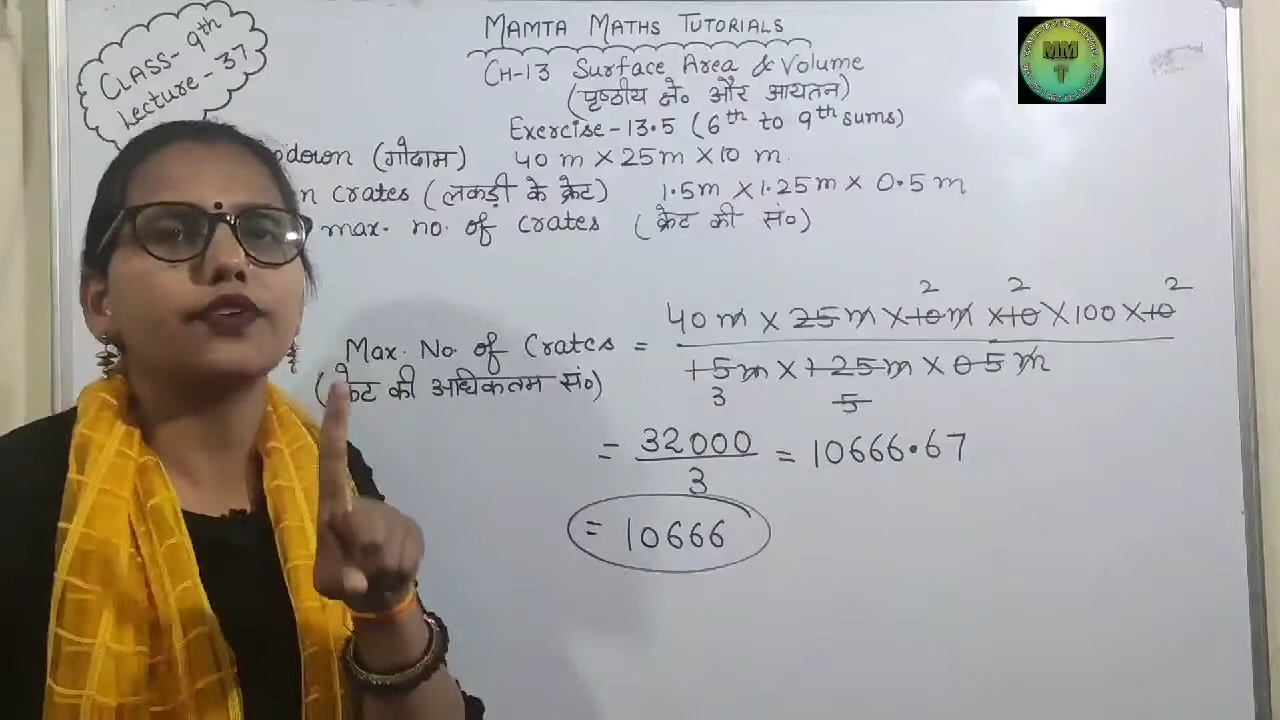 CLASS-9th
Lecture-37
MAMTA MATHS TUTORIALS
CH-13 Surface Area & Volume
(पृष्ठीय क्षे० और आयतन)
Exercise-13.5 (6th to 9th sums)
(गोदाम) 40 m × 25 m × 10 m.
crates (लकड़ी के क्रेट) 1.5m × 1.25 m × 0.5 m
max. no. of crates (क्रेट की सं०)
2 2 2
40 m × 25 m × 10 m × 10 × 100 × 10
Max. No. of Crates =
1 5 m × 1 25 m × 0 5 m
(क्रेट की अधिकतम सं०)
3 5
= 32000 / 3 = 10666.67
= 10666
MM
T